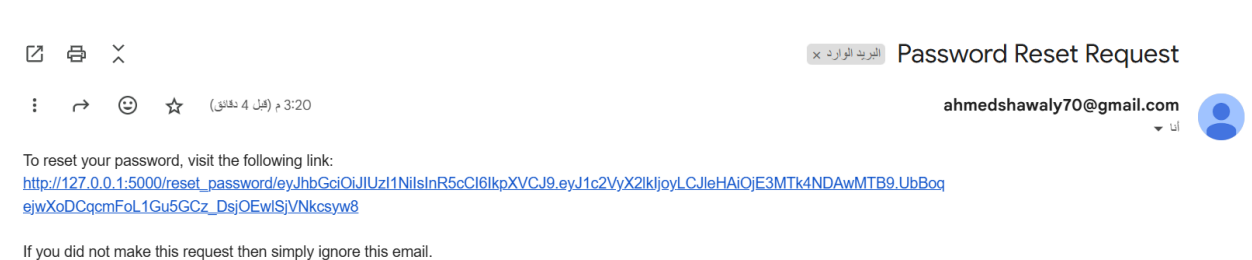 Password Reset Request البريد الوارد ×
ahmedshawaly70@gmail.com 3:20 م (قبل 4 دقائق)
أنا
To reset your password, visit the following link:
http://127.0.0.1:5000/reset_password/eyJhbGciOiJIUzI1NiIsInR5cCI6IkpXVCJ9.eyJ1c2VyX2lkIjoyLCJleHAiOjE3MTk4NDAwMTB9.UbBoq
ejwXoDCqcmFoL1Gu5GCz_DsjOEwlSjVNkcsyw8
If you did not make this request then simply ignore this email.